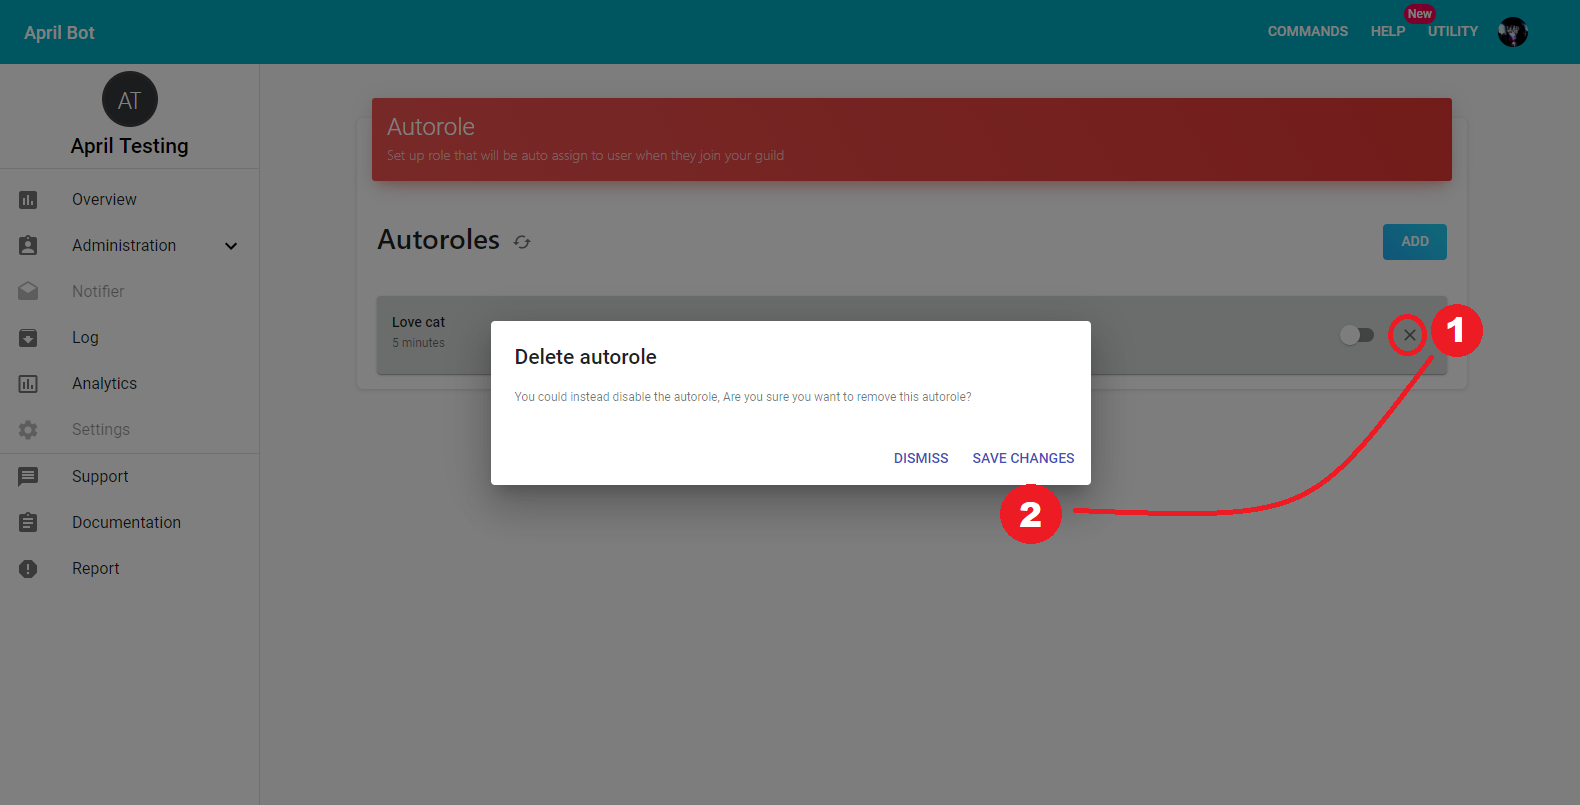 April Bot
COMMANDS
HELP
New
UTILITY
AT
April Testing
Overview
Administration
Notifier
Log
Analytics
Settings
Support
Documentation
Report
Autorole
Set up role that will be auto assign to user when they join your guild
Autoroles
ADD
Love cat
5 minutes
1
Delete autorole
You could instead disable the autorole, Are you sure you want to remove this autorole?
DISMISS
SAVE CHANGES
2